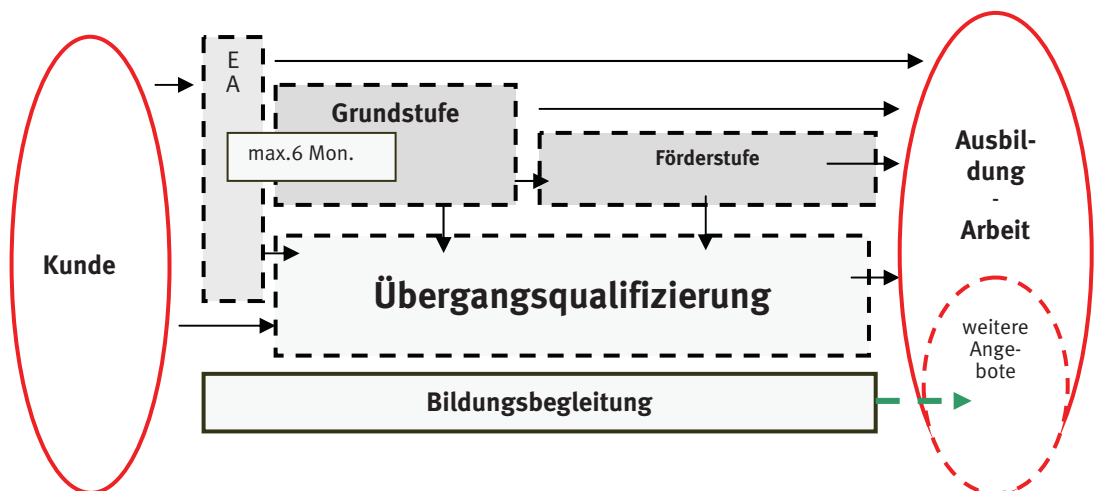 E
A
Grundstufe
max.6 Mon.
Förderstufe
Ausbil-
dung
-
Arbeit
Kunde
Übergangsqualifizierung
weitere
Ange-
bote
Bildungsbegleitung